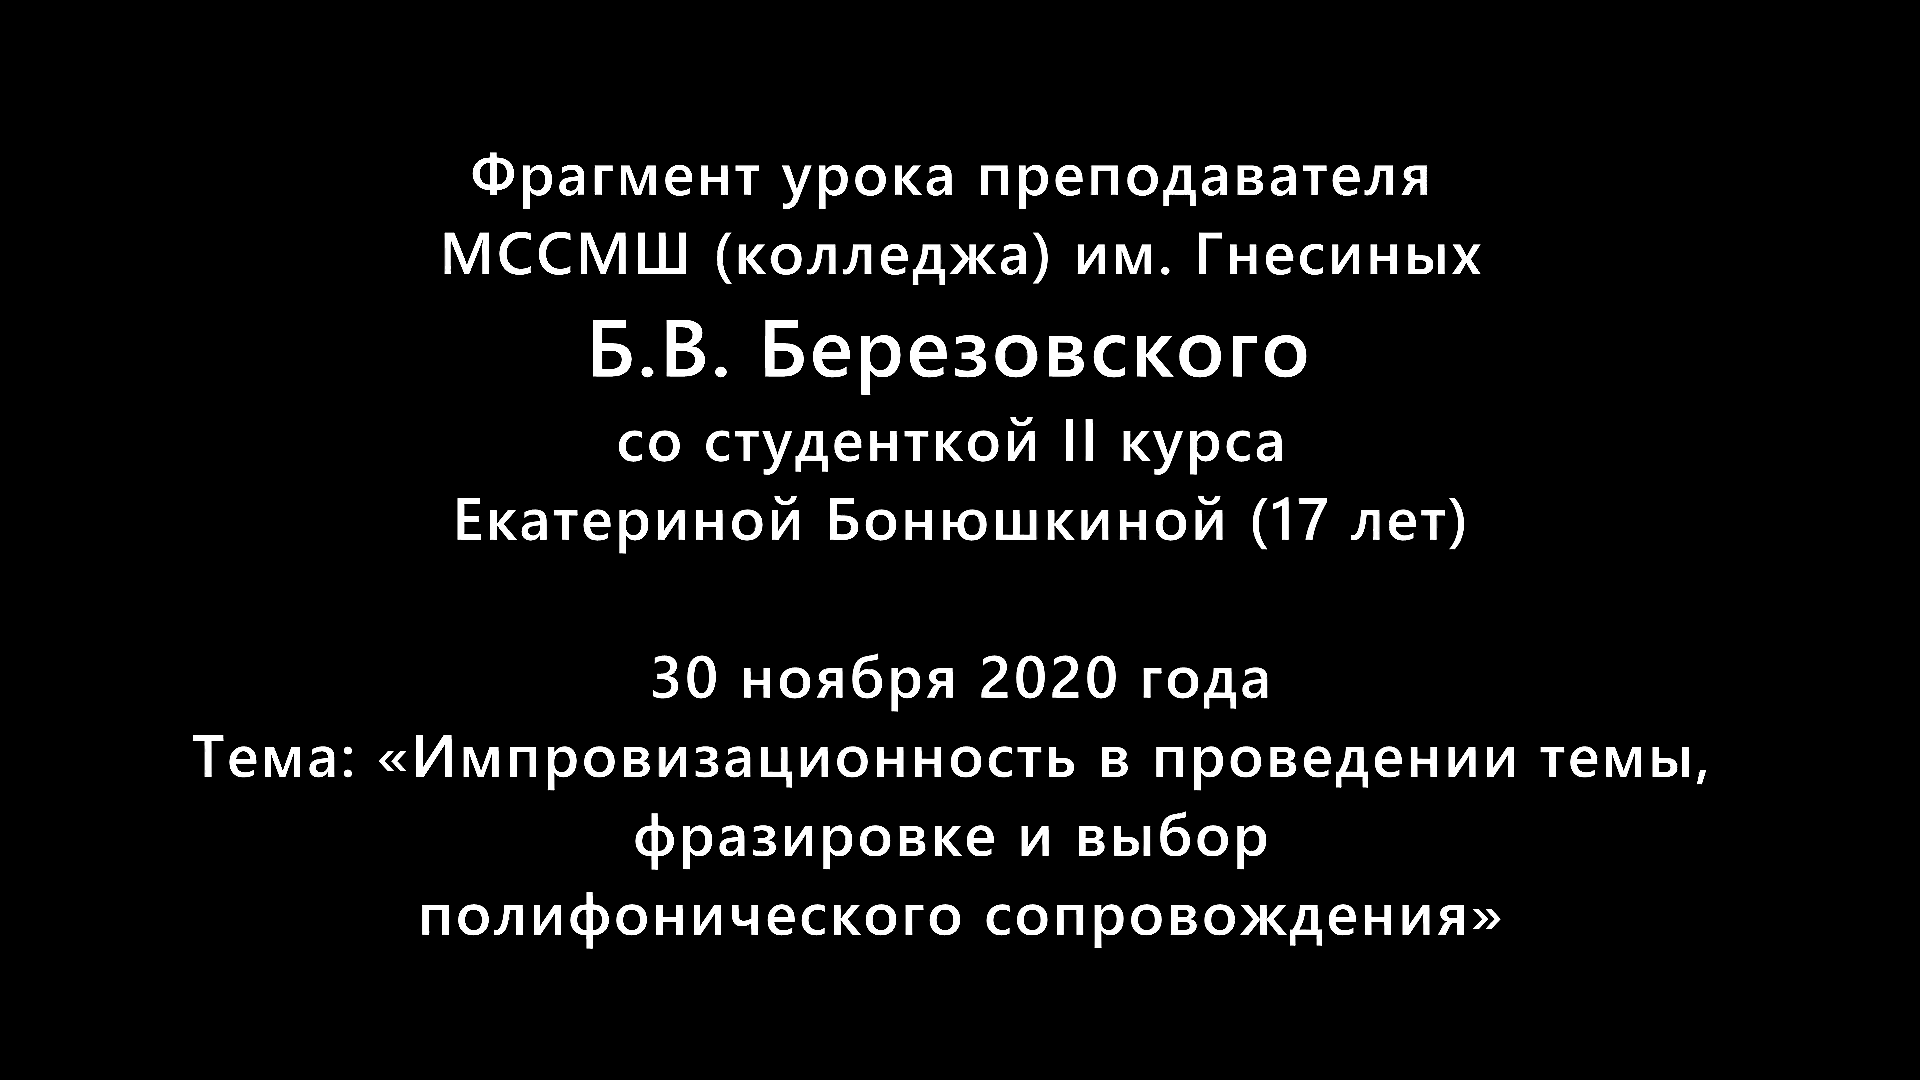 Фрагмент урока преподавателя
МССМШ (колледжа) им. Гнесиных
Б.В. Березовского
со студенткой II курса
Екатериной Бонюшкиной (17 лет)
30 ноября 2020 года
Тема: «Импровизационность в проведении темы,
фразировке и выбор
полифонического сопровождения»